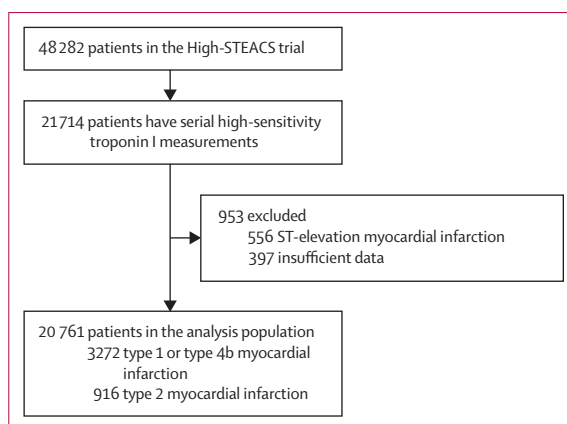 48 282 patients in the High-STEACS trial
21 714 patients have serial high-sensitivity
troponin I measurements
953 excluded
556 ST-elevation myocardial infarction
397 insufficient data
20 761 patients in the analysis population
3272 type 1 or type 4b myocardial
infarction
916 type 2 myocardial infarction